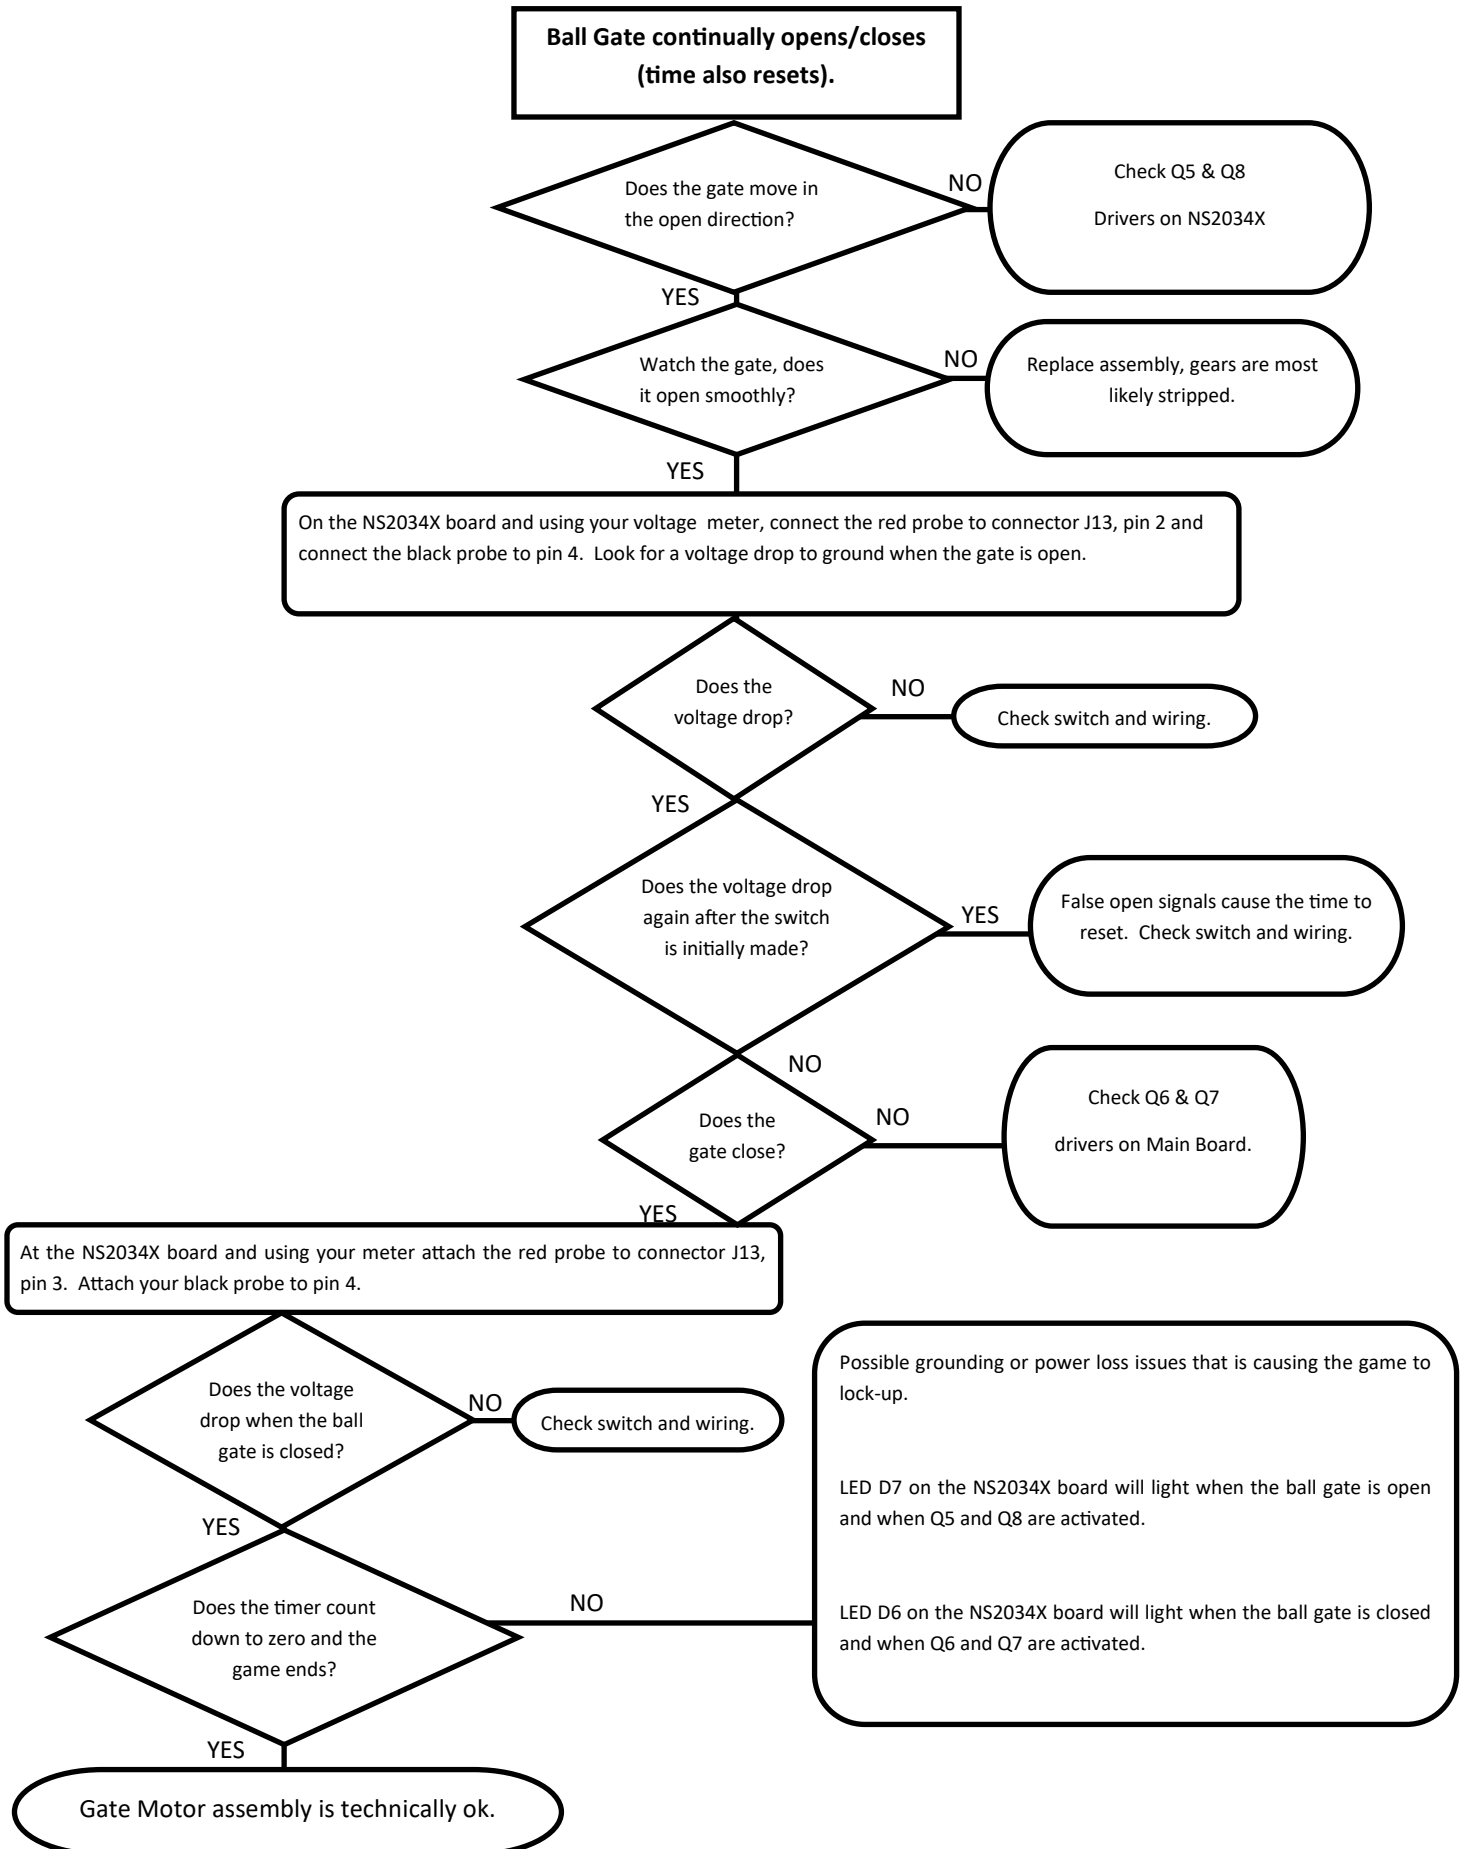 Ball Gate continually opens/closes
(time also resets).
Does the gate move in
the open direction?
NO
Check Q5 & Q8
Drivers on NS2034X
YES
Watch the gate, does
it open smoothly?
NO
Replace assembly, gears are most
likely stripped.
YES
On the NS2034X board and using your voltage meter, connect the red probe to connector J13, pin 2 and
connect the black probe to pin 4. Look for a voltage drop to ground when the gate is open.
Does the
voltage drop?
NO
Check switch and wiring.
YES
Does the voltage drop
again after the switch
is initially made?
YES
False open signals cause the time to
reset. Check switch and wiring.
NO
Does the
gate close?
NO
Check Q6 & Q7
drivers on Main Board.
YES
At the NS2034X board and using your meter attach the red probe to connector J13,
pin 3. Attach your black probe to pin 4.
Does the voltage
drop when the ball
gate is closed?
NO
Check switch and wiring.
YES
Does the timer count
down to zero and the
game ends?
NO
Possible grounding or power loss issues that is causing the game to
lock-up.
LED D7 on the NS2034X board will light when the ball gate is open
and when Q5 and Q8 are activated.
LED D6 on the NS2034X board will light when the ball gate is closed
and when Q6 and Q7 are activated.
YES
Gate Motor assembly is technically ok.